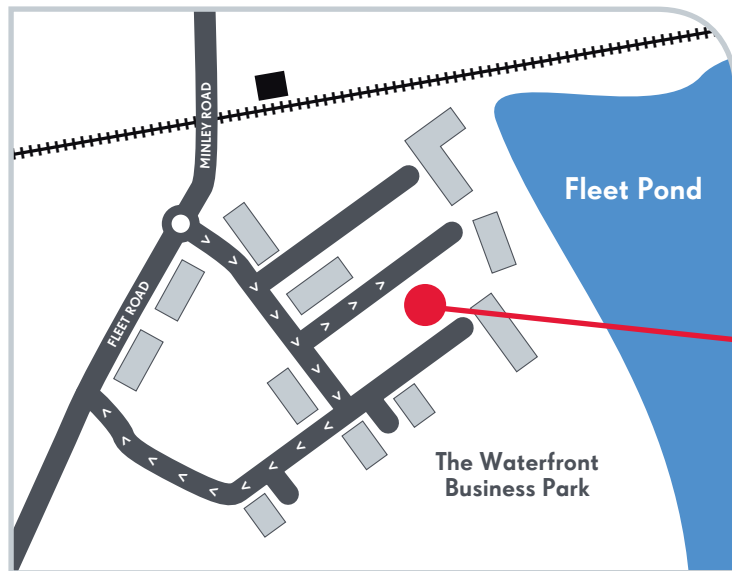 MINLEY ROAD
Fleet Pond
FLEET ROAD
The Waterfront
Business Park